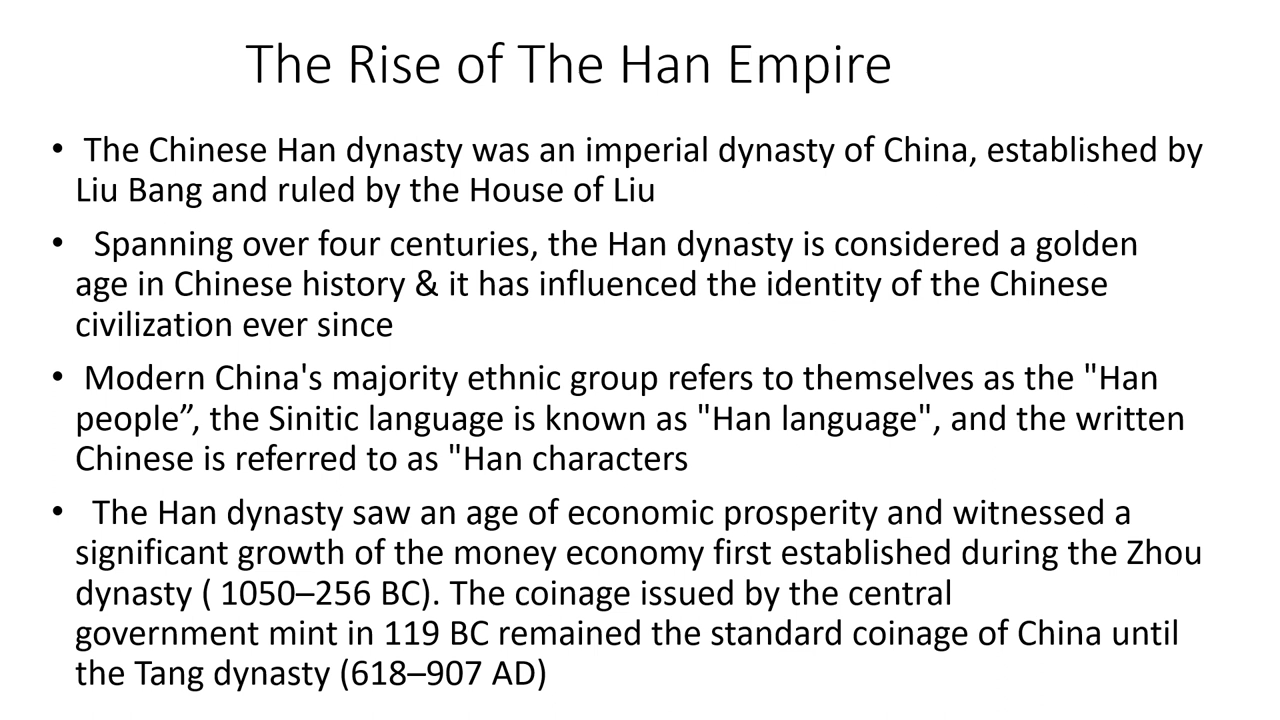 The Rise of The Han Empire
• The Chinese Han dynasty was an imperial dynasty of China, established by
Liu Bang and ruled by the House of Liu
• Spanning over four centuries, the Han dynasty is considered a golden
age in Chinese history & it has influenced the identity of the Chinese
civilization ever since
• Modern China's majority ethnic group refers to themselves as the "Han
people”, the Sinitic language is known as "Han language", and the written
Chinese is referred to as "Han characters
• The Han dynasty saw an age of economic prosperity and witnessed a
significant growth of the money economy first established during the Zhou
dynasty ( 1050–256 BC). The coinage issued by the central
government mint in 119 BC remained the standard coinage of China until
the Tang dynasty (618–907 AD)